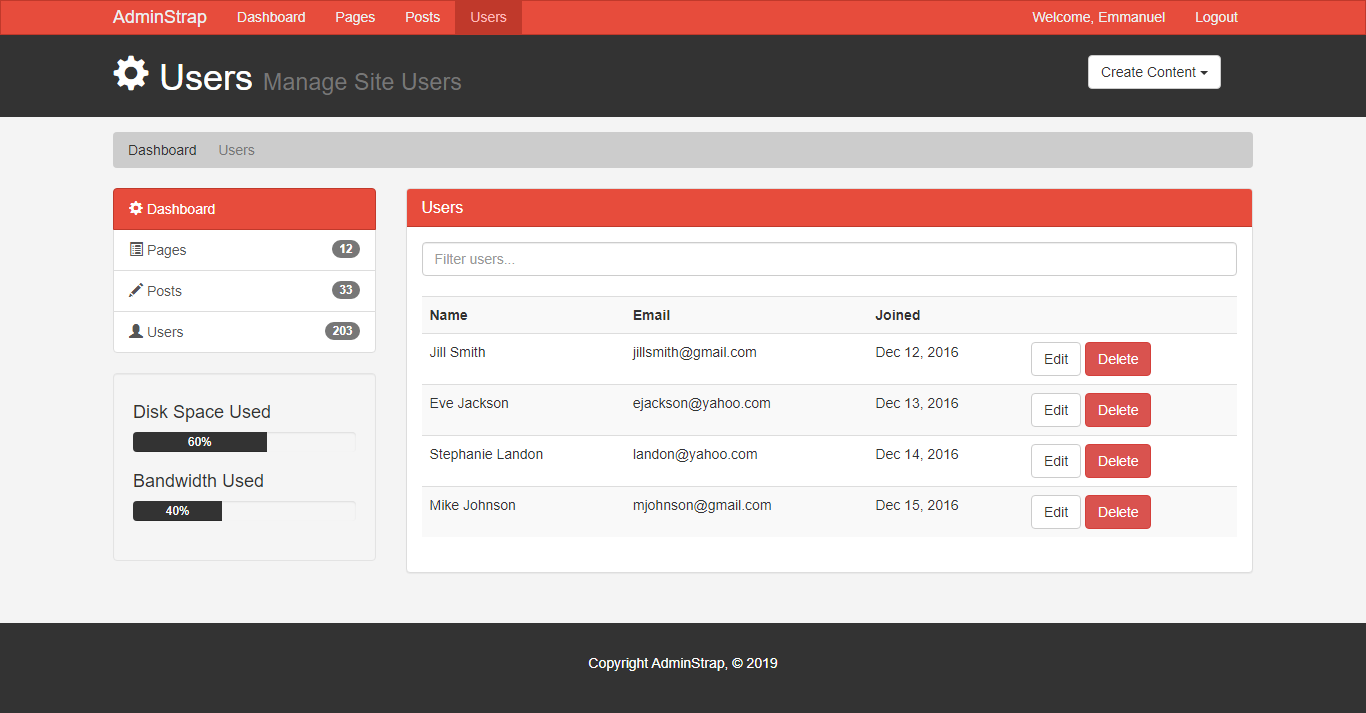 AdminStrap Dashboard Pages Posts Users Welcome, Emmanuel Logout
Users Manage Site Users Create Content
Dashboard Users
Dashboard
Pages 12
Posts 33
Users 203
Disk Space Used
60%
Bandwidth Used
40%
Users
Filter users...
Name Email Joined
Jill Smith jillsmith@gmail.com Dec 12, 2016 Edit Delete
Eve Jackson ejackson@yahoo.com Dec 13, 2016 Edit Delete
Stephanie Landon landon@yahoo.com Dec 14, 2016 Edit Delete
Mike Johnson mjohnson@gmail.com Dec 15, 2016 Edit Delete
Copyright AdminStrap, © 2019